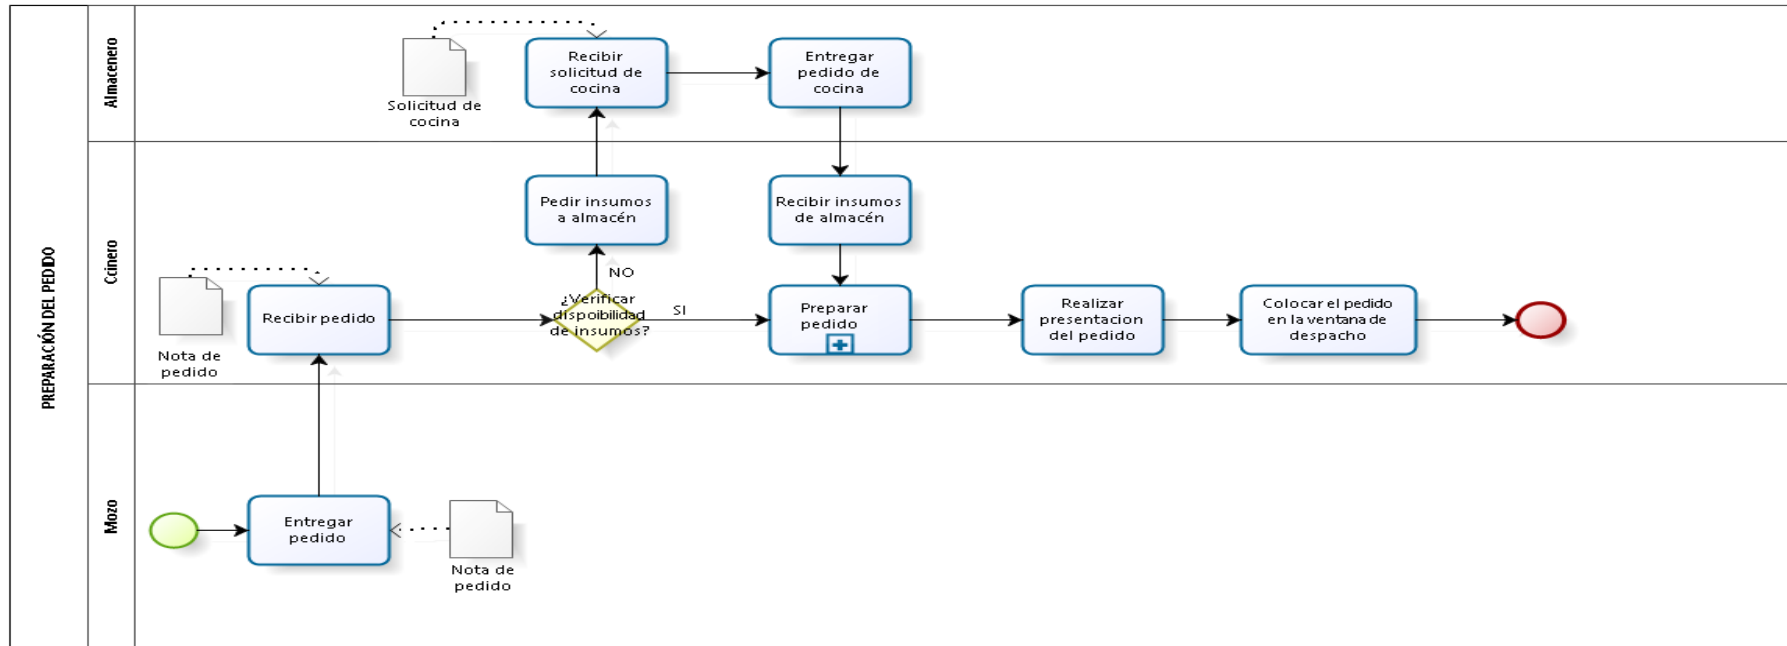 PREPARACIÓN DEL PEDIDO
Almacenero
Solicitud de
cocina
Recibir
solicitud de
cocina
Entregar
pedido de
cocina
Ccinero
Nota de
pedido
Recibir pedido
¿Verificar
dispoibilidad
de insumos?
NO
SI
Pedir insumos
a almacén
Recibir insumos
de almacén
Preparar
pedido
Realizar
presentacion
del pedido
Colocar el pedido
en la ventana de
despacho
Mozo
Entregar
pedido
Nota de
pedido